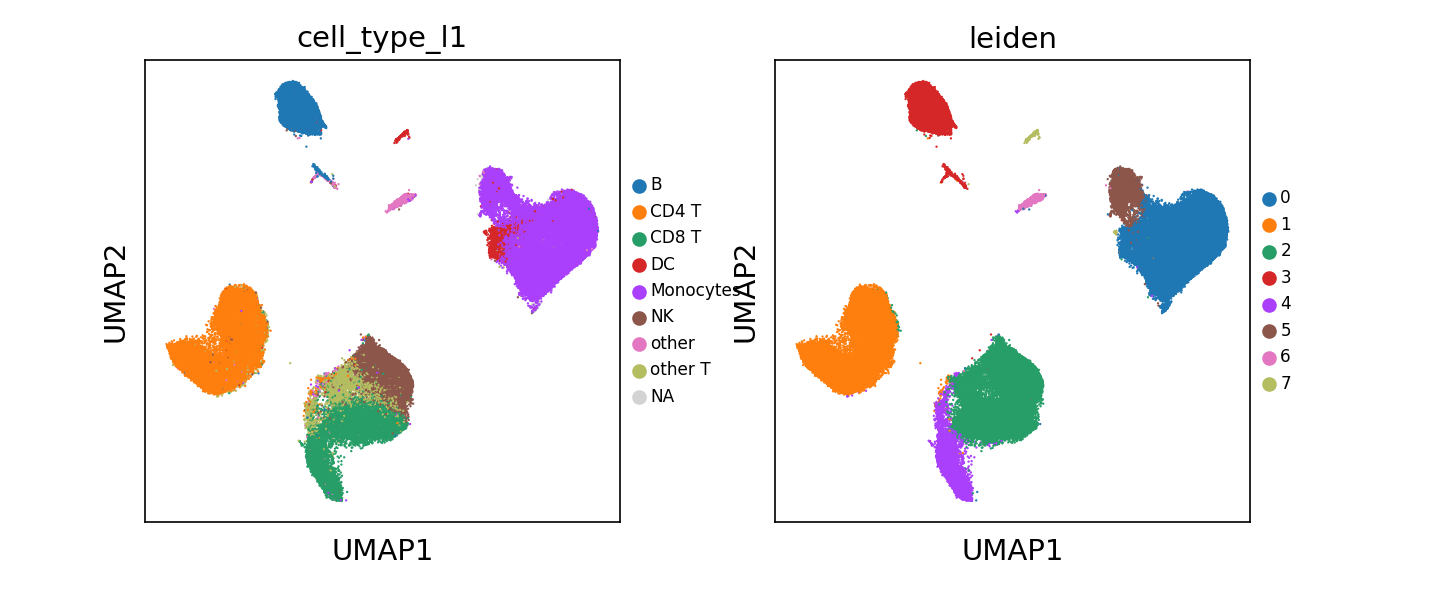 cell_type_l1
UMAP2
UMAP1
B
CD4 T
CD8 T
DC
Monocytes
NK
other
other T
NA
leiden
UMAP2
UMAP1
0
1
2
3
4
5
6
7